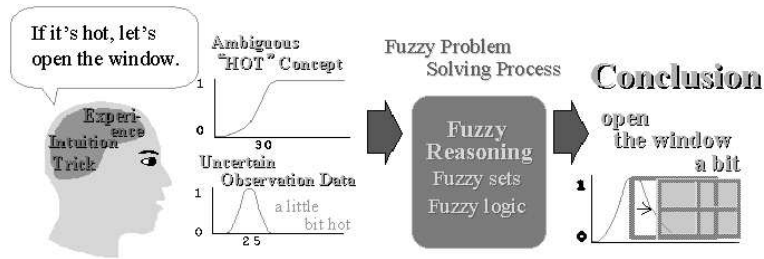 If it's hot, let's
open the window.
Experi-
ence
Intuition
Trick
Ambiguous
"HOT" Concept
1
0
30
Uncertain
Observation Data
1
a little
bit hot
0
25
Fuzzy Problem
Solving Process
Fuzzy
Reasoning
Fuzzy sets
Fuzzy logic
Conclusion
open
the window
a bit
1
0